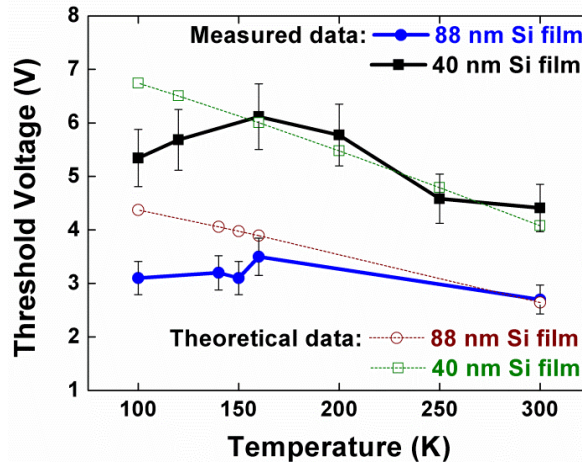 Measured data: 88 nm Si film
40 nm Si film
8
7
6
5
4
3
2
1
Threshold Voltage (V)
Theoretical data: 88 nm Si film
40 nm Si film
100 150 200 250 300
Temperature (K)